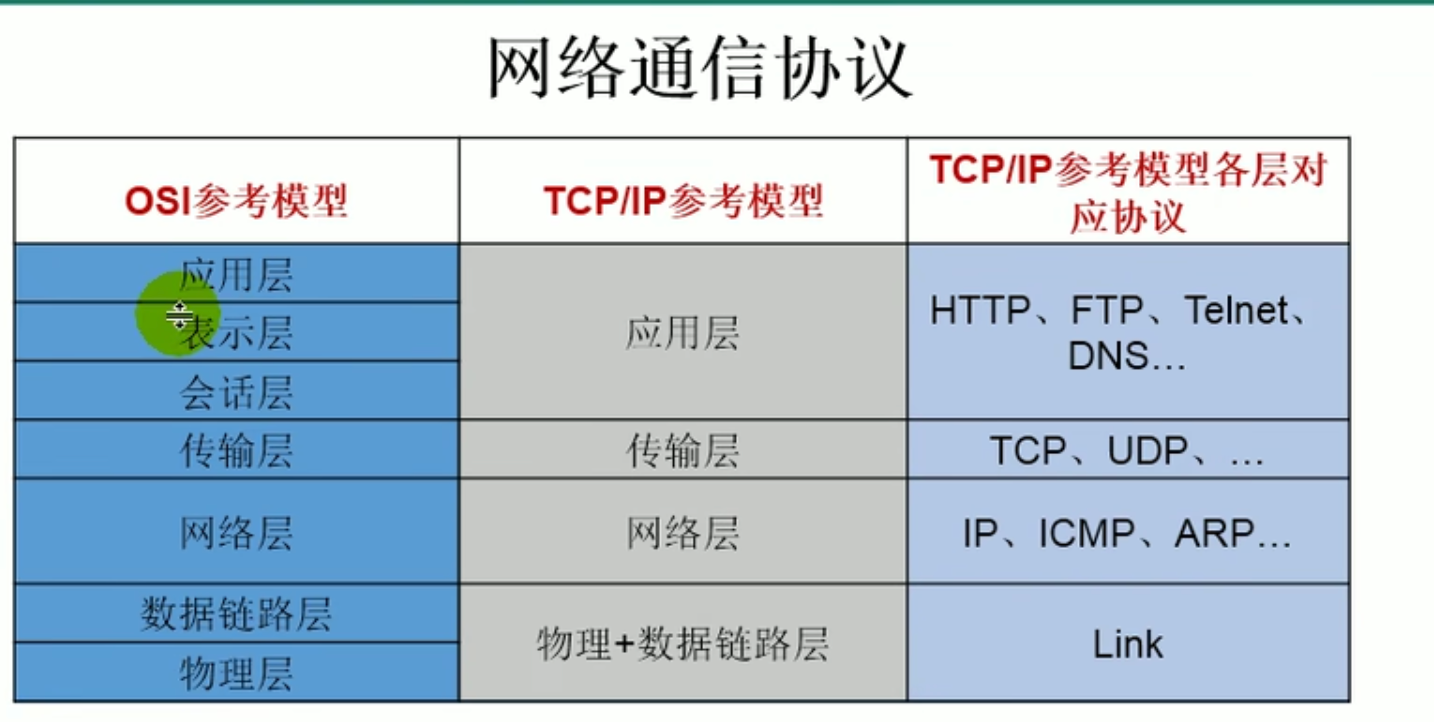 网络通信协议
OSI参考模型
TCP/IP参考模型
TCP/IP参考模型各层对
应协议
应用层
表示层
会话层
应用层
HTTP、FTP、Telnet、
DNS…
传输层
传输层
TCP、UDP、…
网络层
网络层
IP、ICMP、ARP…
数据链路层
物理层
物理+数据链路层
Link